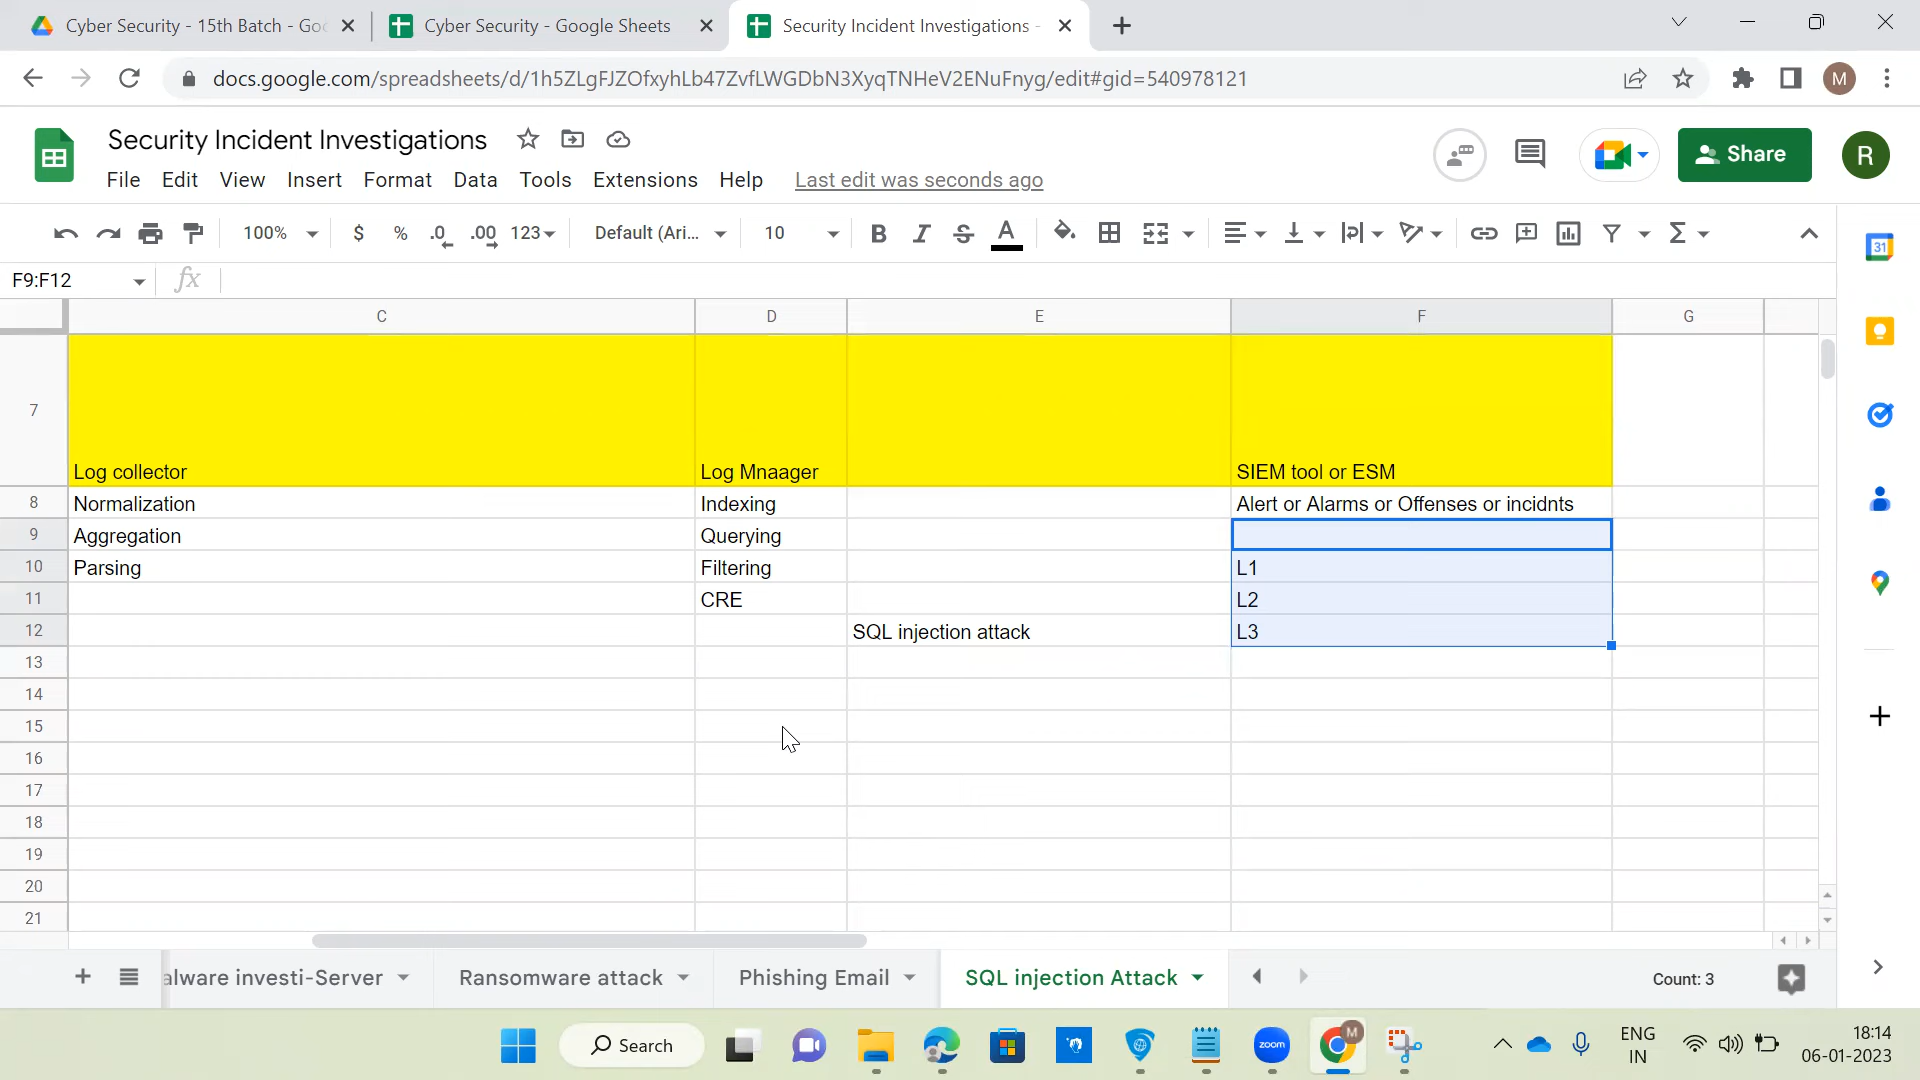 Cyber Security - 15th Batch - Goo
Cyber Security - Google Sheets
Security Incident Investigations -
docs.google.com/spreadsheets/d/1h5ZLgFJZOfxyhLb47ZvfLWGDbN3XyqTNHeV2ENuFnyg/edit#gid=540978121
M
Security Incident Investigations
Share
R
File Edit View Insert Format Data Tools Extensions Help Last edit was seconds ago
100% $ % .0 .00 123 Default (Ari... 10 B I S A
31
F9:F12 fx
C D E F G
7 Log collector Log Mnaager SIEM tool or ESM
8 Normalization Indexing Alert or Alarms or Offenses or incidnts
9 Aggregation Querying
10 Parsing Filtering L1
11 CRE L2
12 SQL injection attack L3
13
14
15
16
17
18
19
20
21
alware investi-Server Ransomware attack Phishing Email SQL injection Attack Count: 3
Search zoom M ENG
IN
18:14
06-01-2023